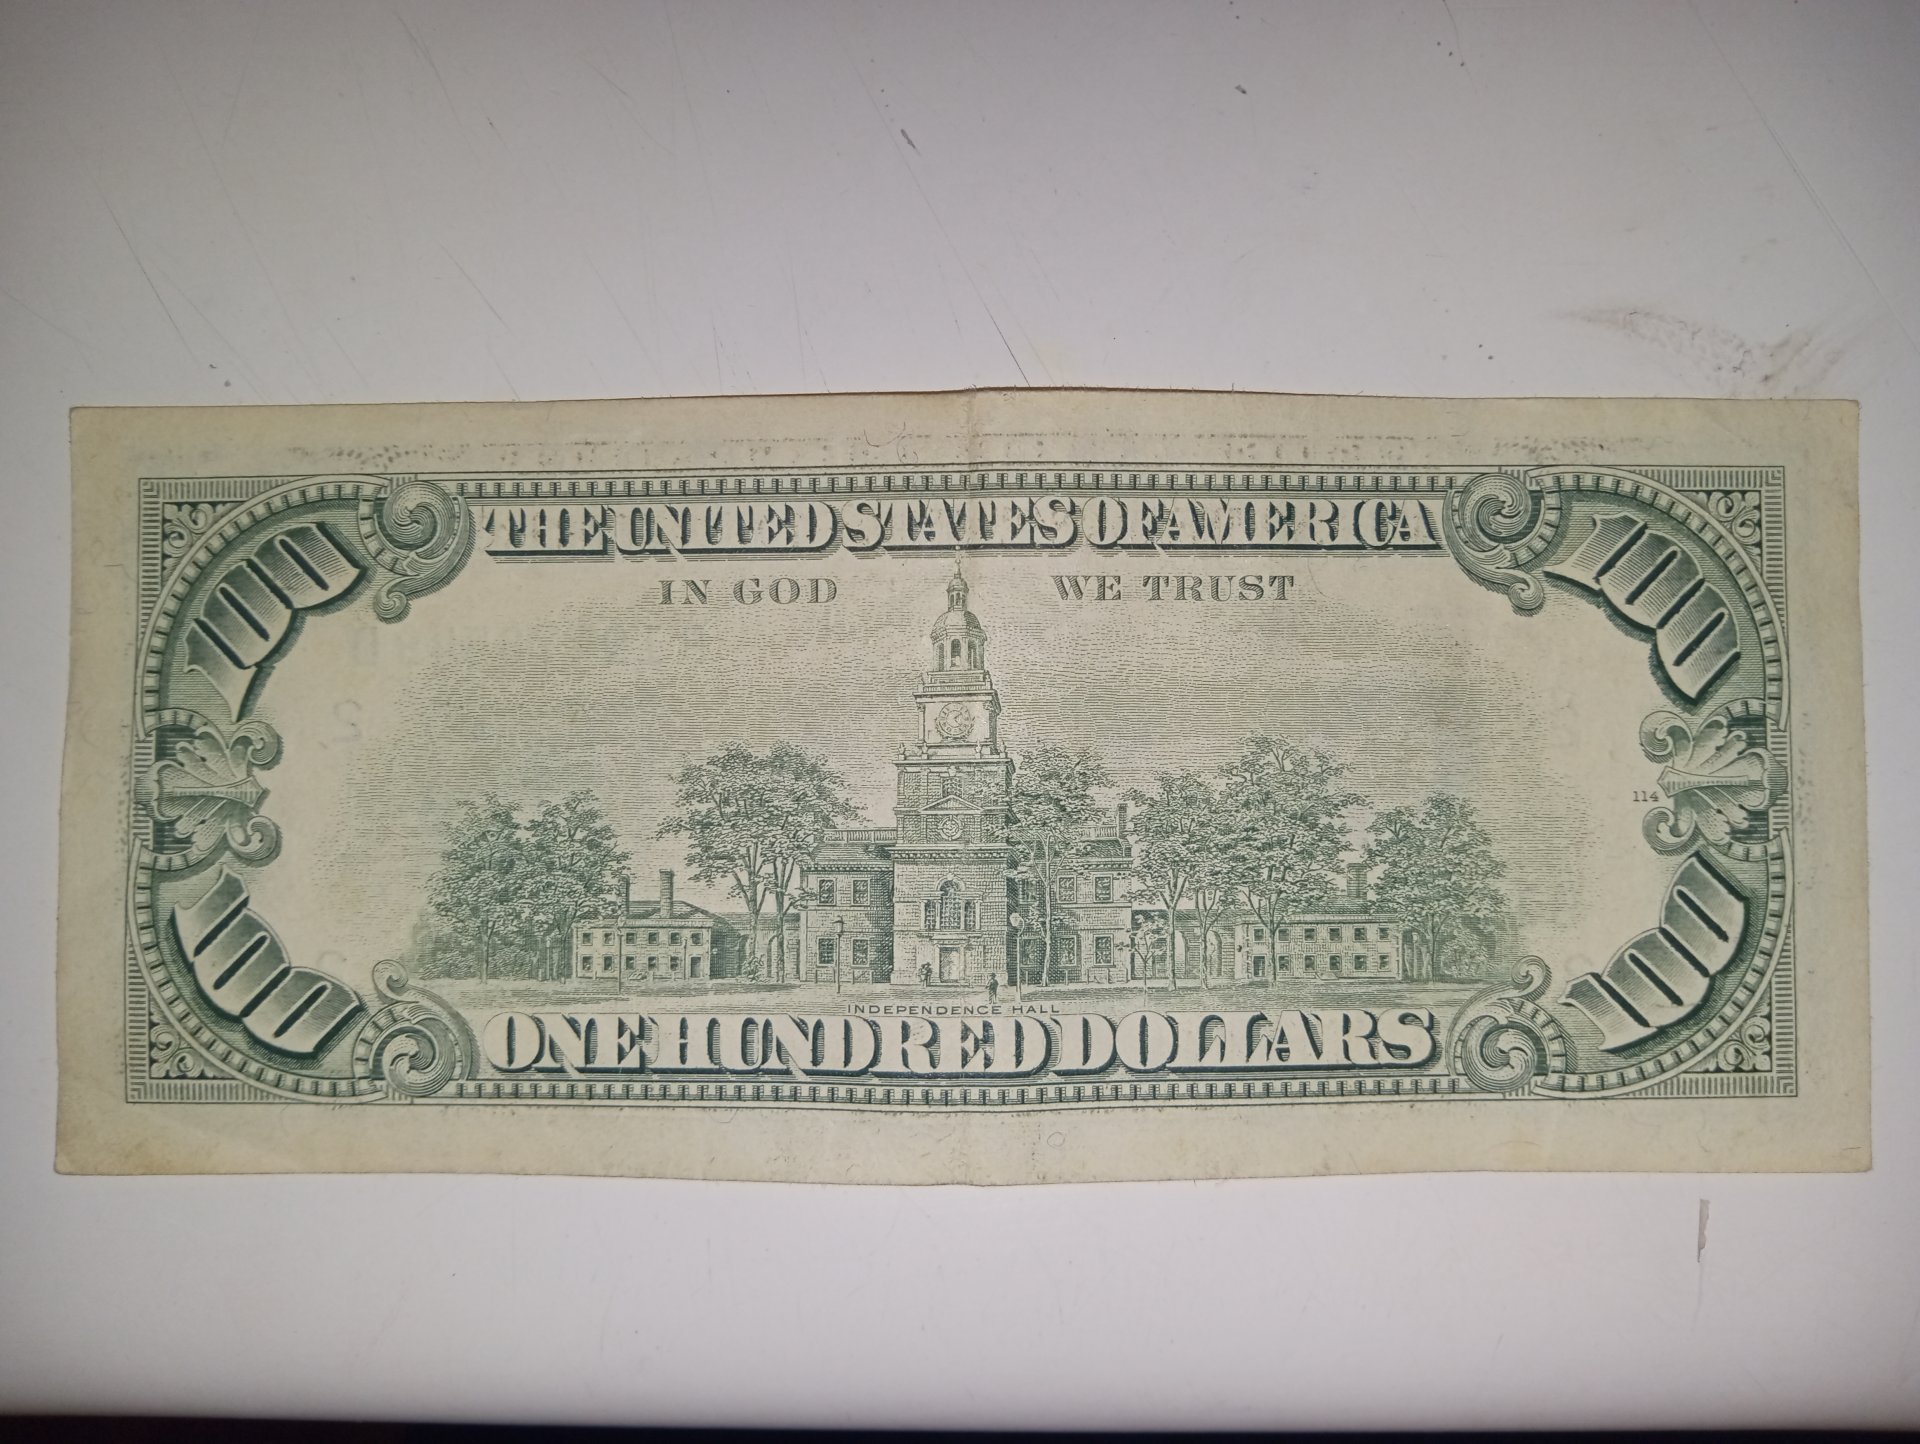 100 THE UNITED STATES OF AMERICA 100
IN GOD WE TRUST
114
INDEPENDENCE HALL
100 ONE HUNDRED DOLLARS 100